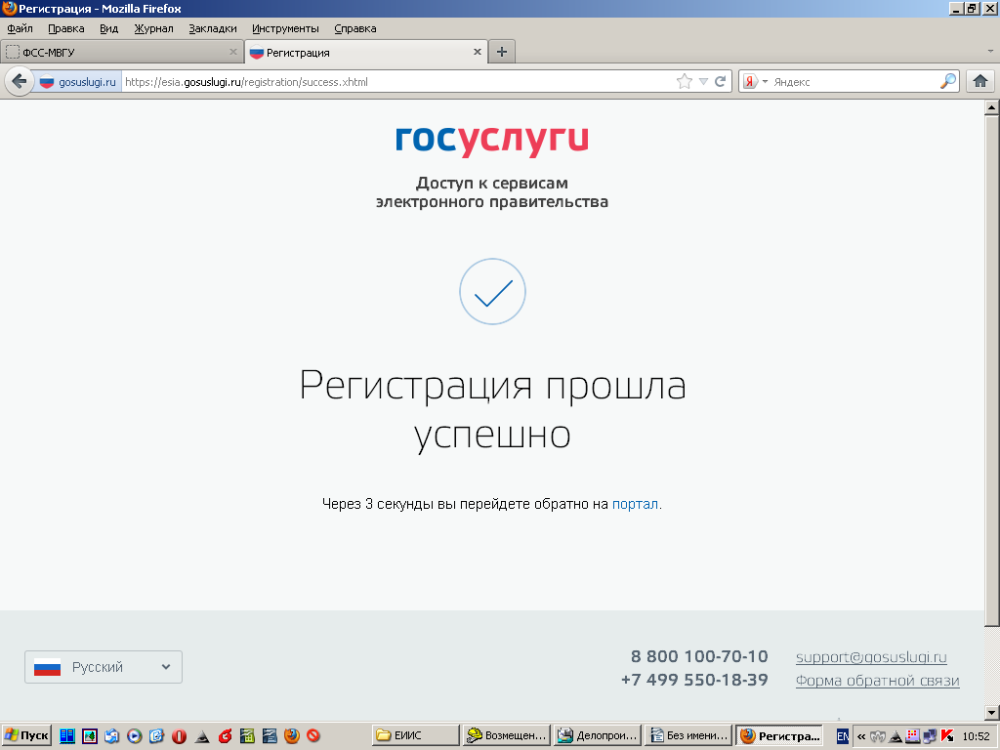 Регистрация - Mozilla Firefox
Файл Правка Вид Журнал Закладки Инструменты Справка
ФСС-МВГУ
Регистрация
gosuslugi.ru https://esia.gosuslugi.ru/registration/success.xhtml
Я Яндекс
госуслуги
Доступ к сервисам
электронного правительства
Регистрация прошла
успешно
Через 3 секунды вы перейдете обратно на портал.
Русский
8 800 100-70-10 support@gosuslugi.ru
+7 499 550-18-39 Форма обратной связи
Пуск ЕИИС Возмещен... Делопрои... Без имени... Регистра... EN « 10:52